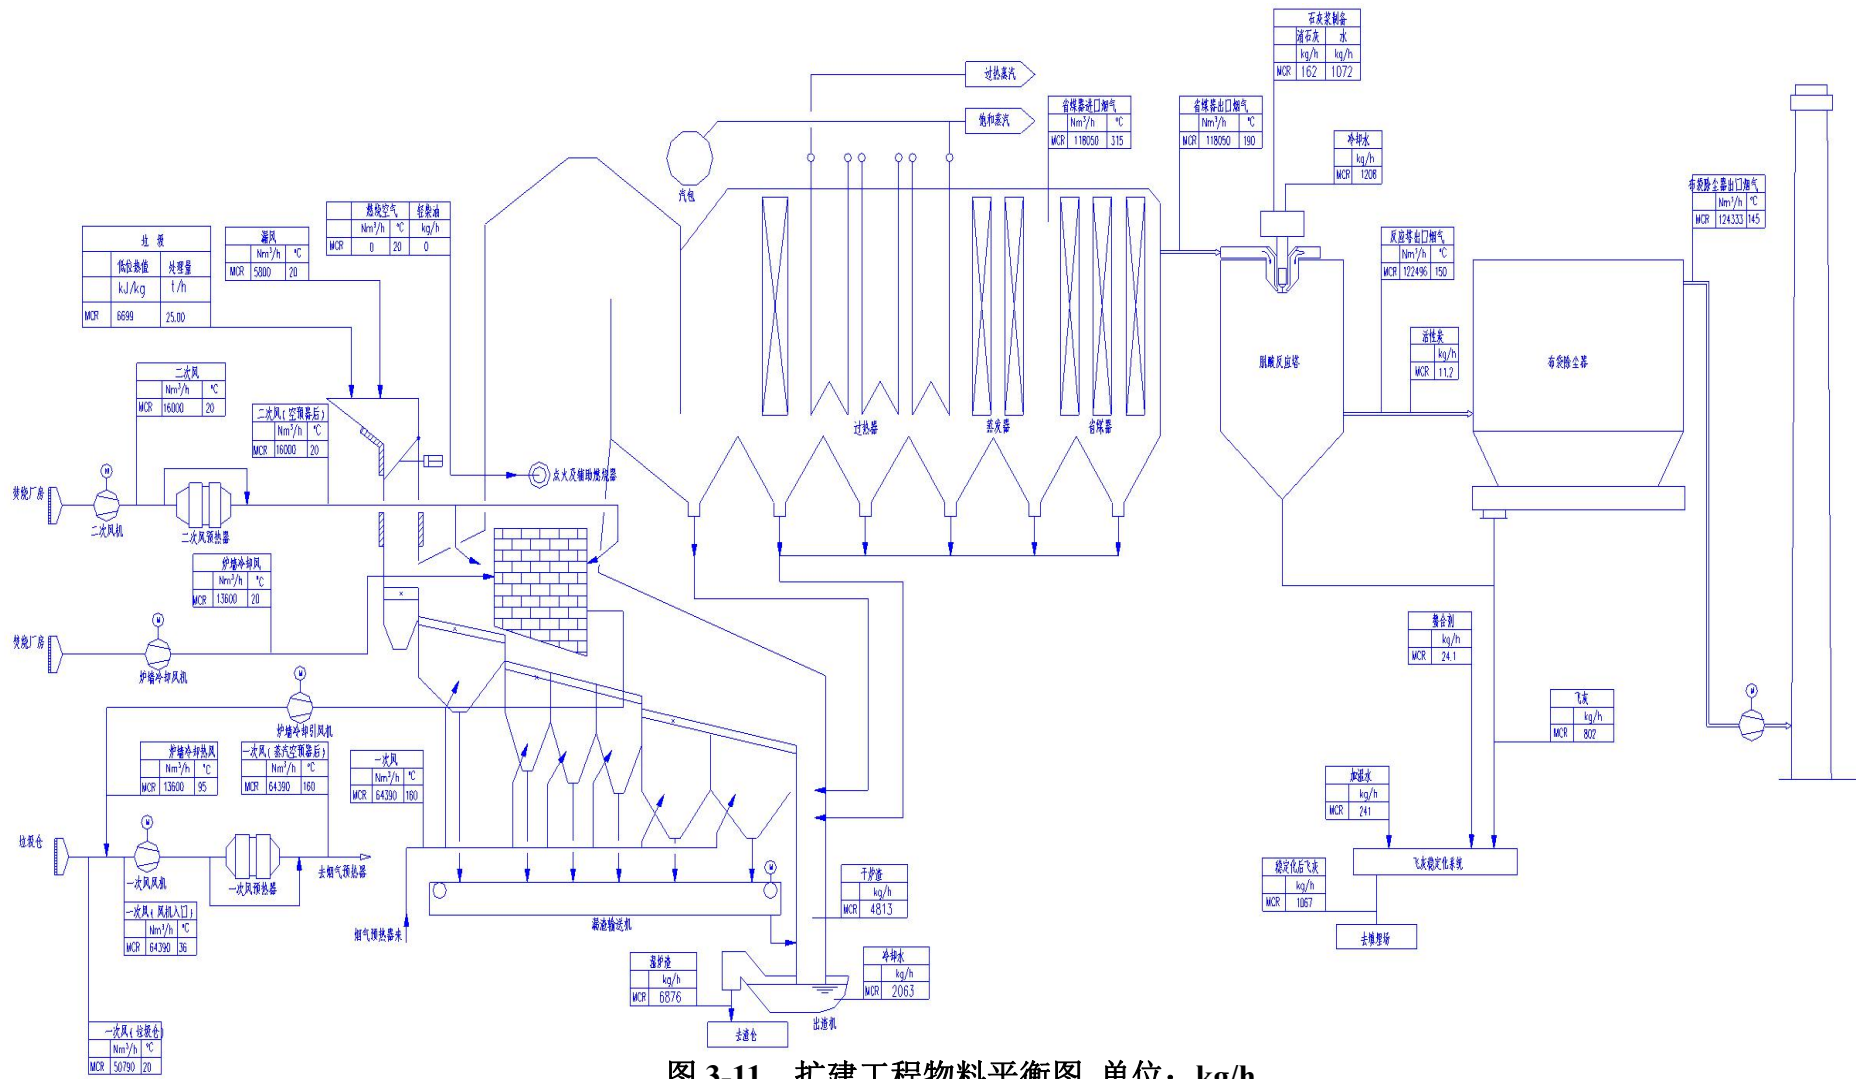 石灰浆制备
消石灰 水
kg/h kg/h
MCR 162 1072
过热蒸汽
饱和蒸汽
汽包
省煤器进口烟气
Nm³/h ℃
MCR 118050 315
省煤器出口烟气
Nm³/h ℃
MCR 118050 190
冷却水
kg/h
MCR 1208
布袋除尘器出口烟气
Nm³/h ℃
MCR 124333 145
燃烧空气 轻柴油
Nm³/h ℃ kg/h
MCR 0 20 0
垃圾
低位热值 处理量
kJ/kg t/h
MCR 6699 25.00
漏风
Nm³/h ℃
MCR 5800 20
反应塔出口烟气
Nm³/h ℃
MCR 122496 150
活性炭
kg/h
MCR 11.2
脱酸反应塔
布袋除尘器
二次风
Nm³/h ℃
MCR 16000 20
二次风(空预器后)
Nm³/h ℃
MCR 16000 20
过热器
蒸发器
省煤器
点火及辅助燃烧器
焚烧厂房
M
二次风机
二次风预热器
炉墙冷却风
Nm³/h ℃
MCR 13600 20
焚烧厂房
M
炉墙冷却风机
M
炉墙冷却引风机
螯合剂
kg/h
MCR 24.1
飞灰
kg/h
MCR 802
M
炉墙冷却热风
Nm³/h ℃
MCR 13600 95
一次风(蒸汽空预器后)
Nm³/h ℃
MCR 64390 160
一次风
Nm³/h ℃
MCR 64390 160
加湿水
kg/h
MCR 241
垃圾仓
M
一次风风机
一次风预热器
去烟气预热器
飞灰稳定化系统
稳定化后飞灰
kg/h
MCR 1067
去填埋场
一次风(风机入口)
Nm³/h ℃
MCR 64390 36
烟气预热器来
M
漏渣输送机
干炉渣
kg/h
MCR 4813
湿炉渣
kg/h
MCR 6876
冷却水
kg/h
MCR 2063
出渣机
去渣仓
一次风(垃圾仓)
Nm³/h ℃
MCR 50790 20
图 3-11 扩建工程物料平衡图 单位：kg/h